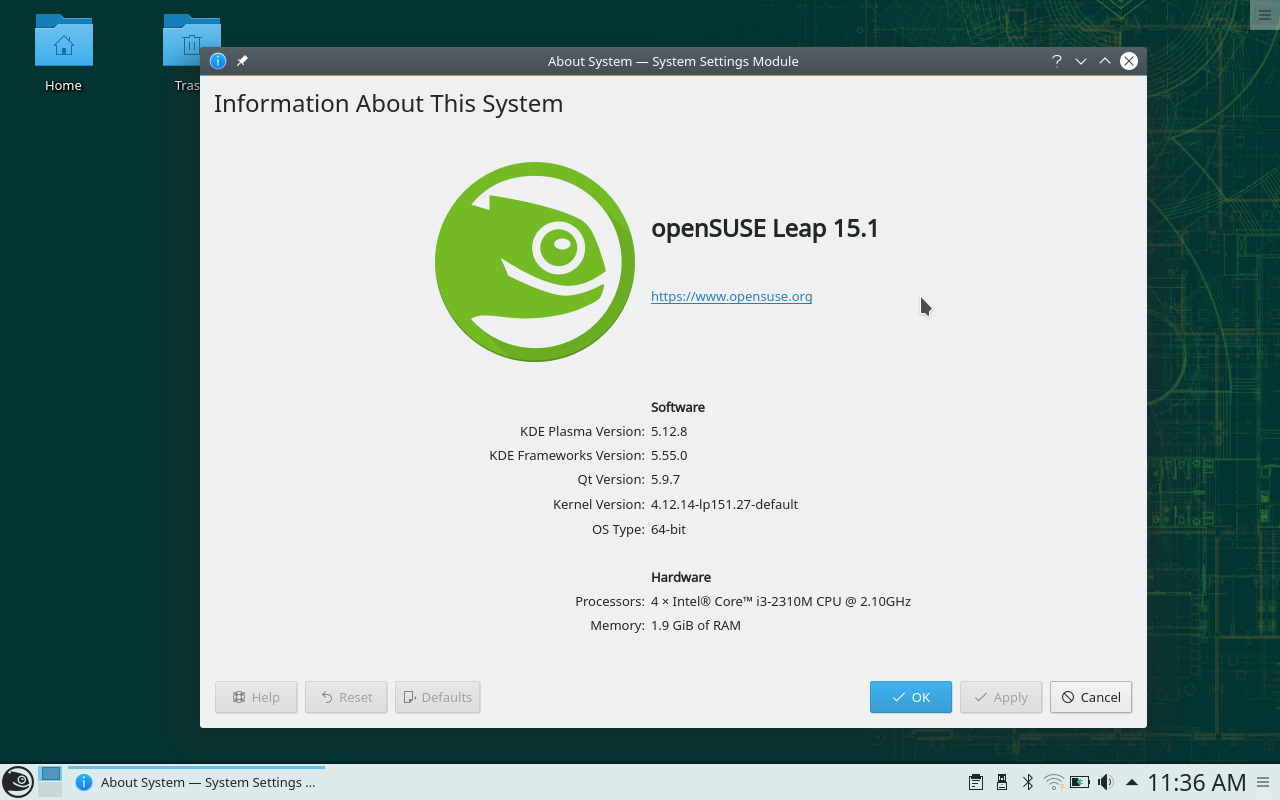 Home
Tras
About System — System Settings Module
Information About This System
openSUSE Leap 15.1
https://www.opensuse.org
Software
KDE Plasma Version: 5.12.8
KDE Frameworks Version: 5.55.0
Qt Version: 5.9.7
Kernel Version: 4.12.14-lp151.27-default
OS Type: 64-bit
Hardware
Processors: 4 × Intel® Core™ i3-2310M CPU @ 2.10GHz
Memory: 1.9 GiB of RAM
Help Reset Defaults OK Apply Cancel
About System — System Settings ... 11:36 AM